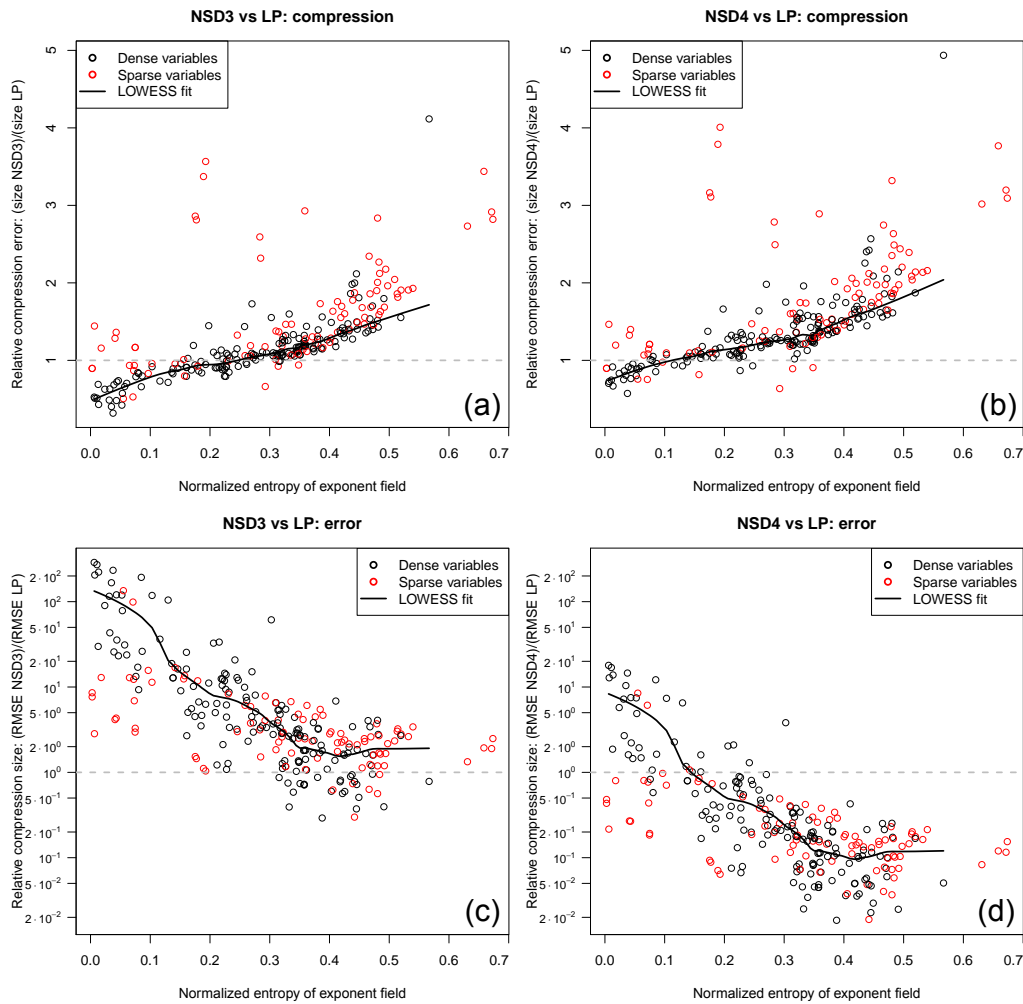 NSD3 vs LP: compression
Relative compression error: (size NSD3)/(size LP)
5
4
3
2
1
Dense variables
Sparse variables
LOWESS fit
(a)
0.0 0.1 0.2 0.3 0.4 0.5 0.6 0.7
Normalized entropy of exponent field
NSD4 vs LP: compression
Relative compression error: (size NSD4)/(size LP)
5
4
3
2
1
Dense variables
Sparse variables
LOWESS fit
(b)
0.0 0.1 0.2 0.3 0.4 0.5 0.6 0.7
Normalized entropy of exponent field
NSD3 vs LP: error
Relative compression size: (RMSE NSD3)/(RMSE LP)
2·10²
10²
5·10¹
2·10¹
10¹
5·10⁰
2·10⁰
10⁰
5·10⁻¹
2·10⁻¹
10⁻¹
5·10⁻²
2·10⁻²
Dense variables
Sparse variables
LOWESS fit
(c)
0.0 0.1 0.2 0.3 0.4 0.5 0.6 0.7
Normalized entropy of exponent field
NSD4 vs LP: error
Relative compression size: (RMSE NSD4)/(RMSE LP)
2·10²
10²
5·10¹
2·10¹
10¹
5·10⁰
2·10⁰
10⁰
5·10⁻¹
2·10⁻¹
10⁻¹
5·10⁻²
2·10⁻²
Dense variables
Sparse variables
LOWESS fit
(d)
0.0 0.1 0.2 0.3 0.4 0.5 0.6 0.7
Normalized entropy of exponent field